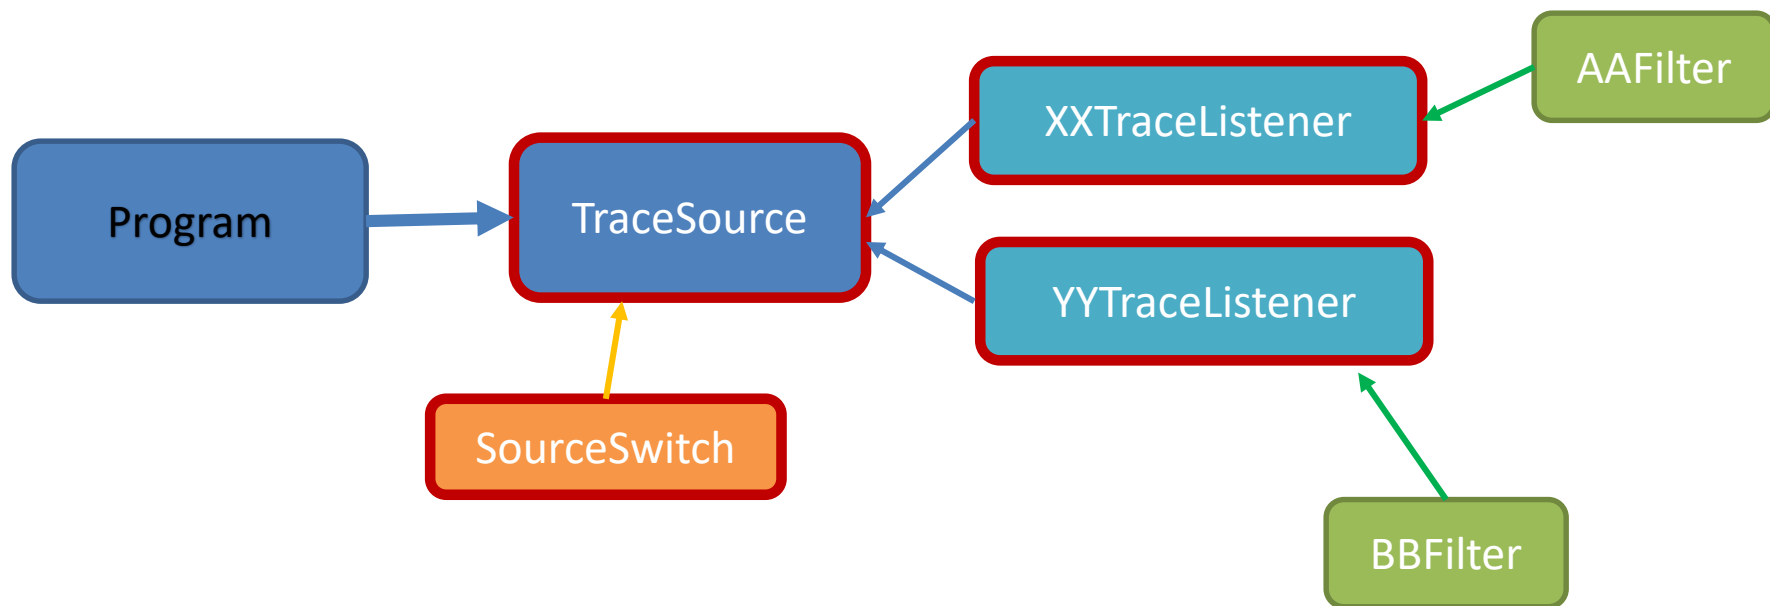 AAFilter
XXTraceListener
Program
TraceSource
YYTraceListener
SourceSwitch
BBFilter